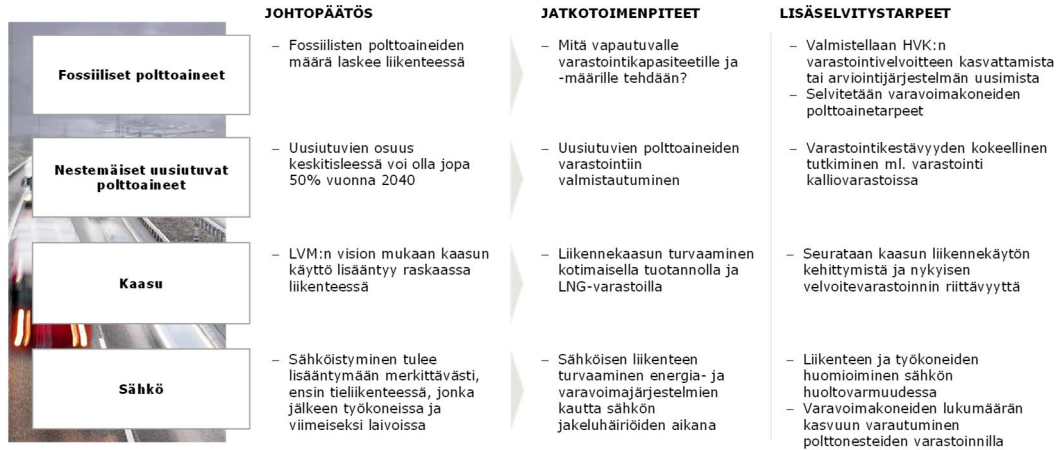 JOHTOPÄÄTÖS
JATKOTOIMENPITEET
LISÄSELVITYSTARPEET
Fossiiliset polttoaineet
– Fossiilisten polttoaineiden
määrä laskee liikenteessä
– Mitä vapautuvalle
varastointikapasiteetille ja
-määrille tehdään?
– Valmistellaan HVK:n
varastointivelvoitteen kasvattamista
tai arviointijärjestelmän uusimista
– Selvitetään varavoimakoneiden
polttoainetarpeet
Nestemäiset uusiutuvat
polttoaineet
– Uusiutuvien osuus
keskitisleessä voi olla jopa
50% vuonna 2040
– Uusiutuvien polttoaineiden
varastointiin
valmistautuminen
– Varastointikestävyyden kokeellinen
tutkiminen ml. varastointi
kalliovarastoissa
Kaasu
– LVM:n vision mukaan kaasun
käyttö lisääntyy raskaassa
liikenteessä
– Liikennekaasun turvaaminen
kotimaisella tuotannolla ja
LNG-varastoilla
– Seurataan kaasun liikennekäytön
kehittymistä ja nykyisen
velvoitevarastoinnin riittävyyttä
Sähkö
– Sähköistyminen tulee
lisääntymään merkittävästi,
ensin tieliikenteessä, jonka
jälkeen työkoneissa ja
viimeiseksi laivoissa
– Sähköisen liikenteen
turvaaminen energia- ja
varavoimajärjestelmien
kautta sähkön
jakeluhäiriöiden aikana
– Liikenteen ja työkoneiden
huomioiminen sähkön
huoltovarmuudessa
– Varavoimakoneiden lukumäärän
kasvuun varautuminen
polttonesteiden varastoinnilla